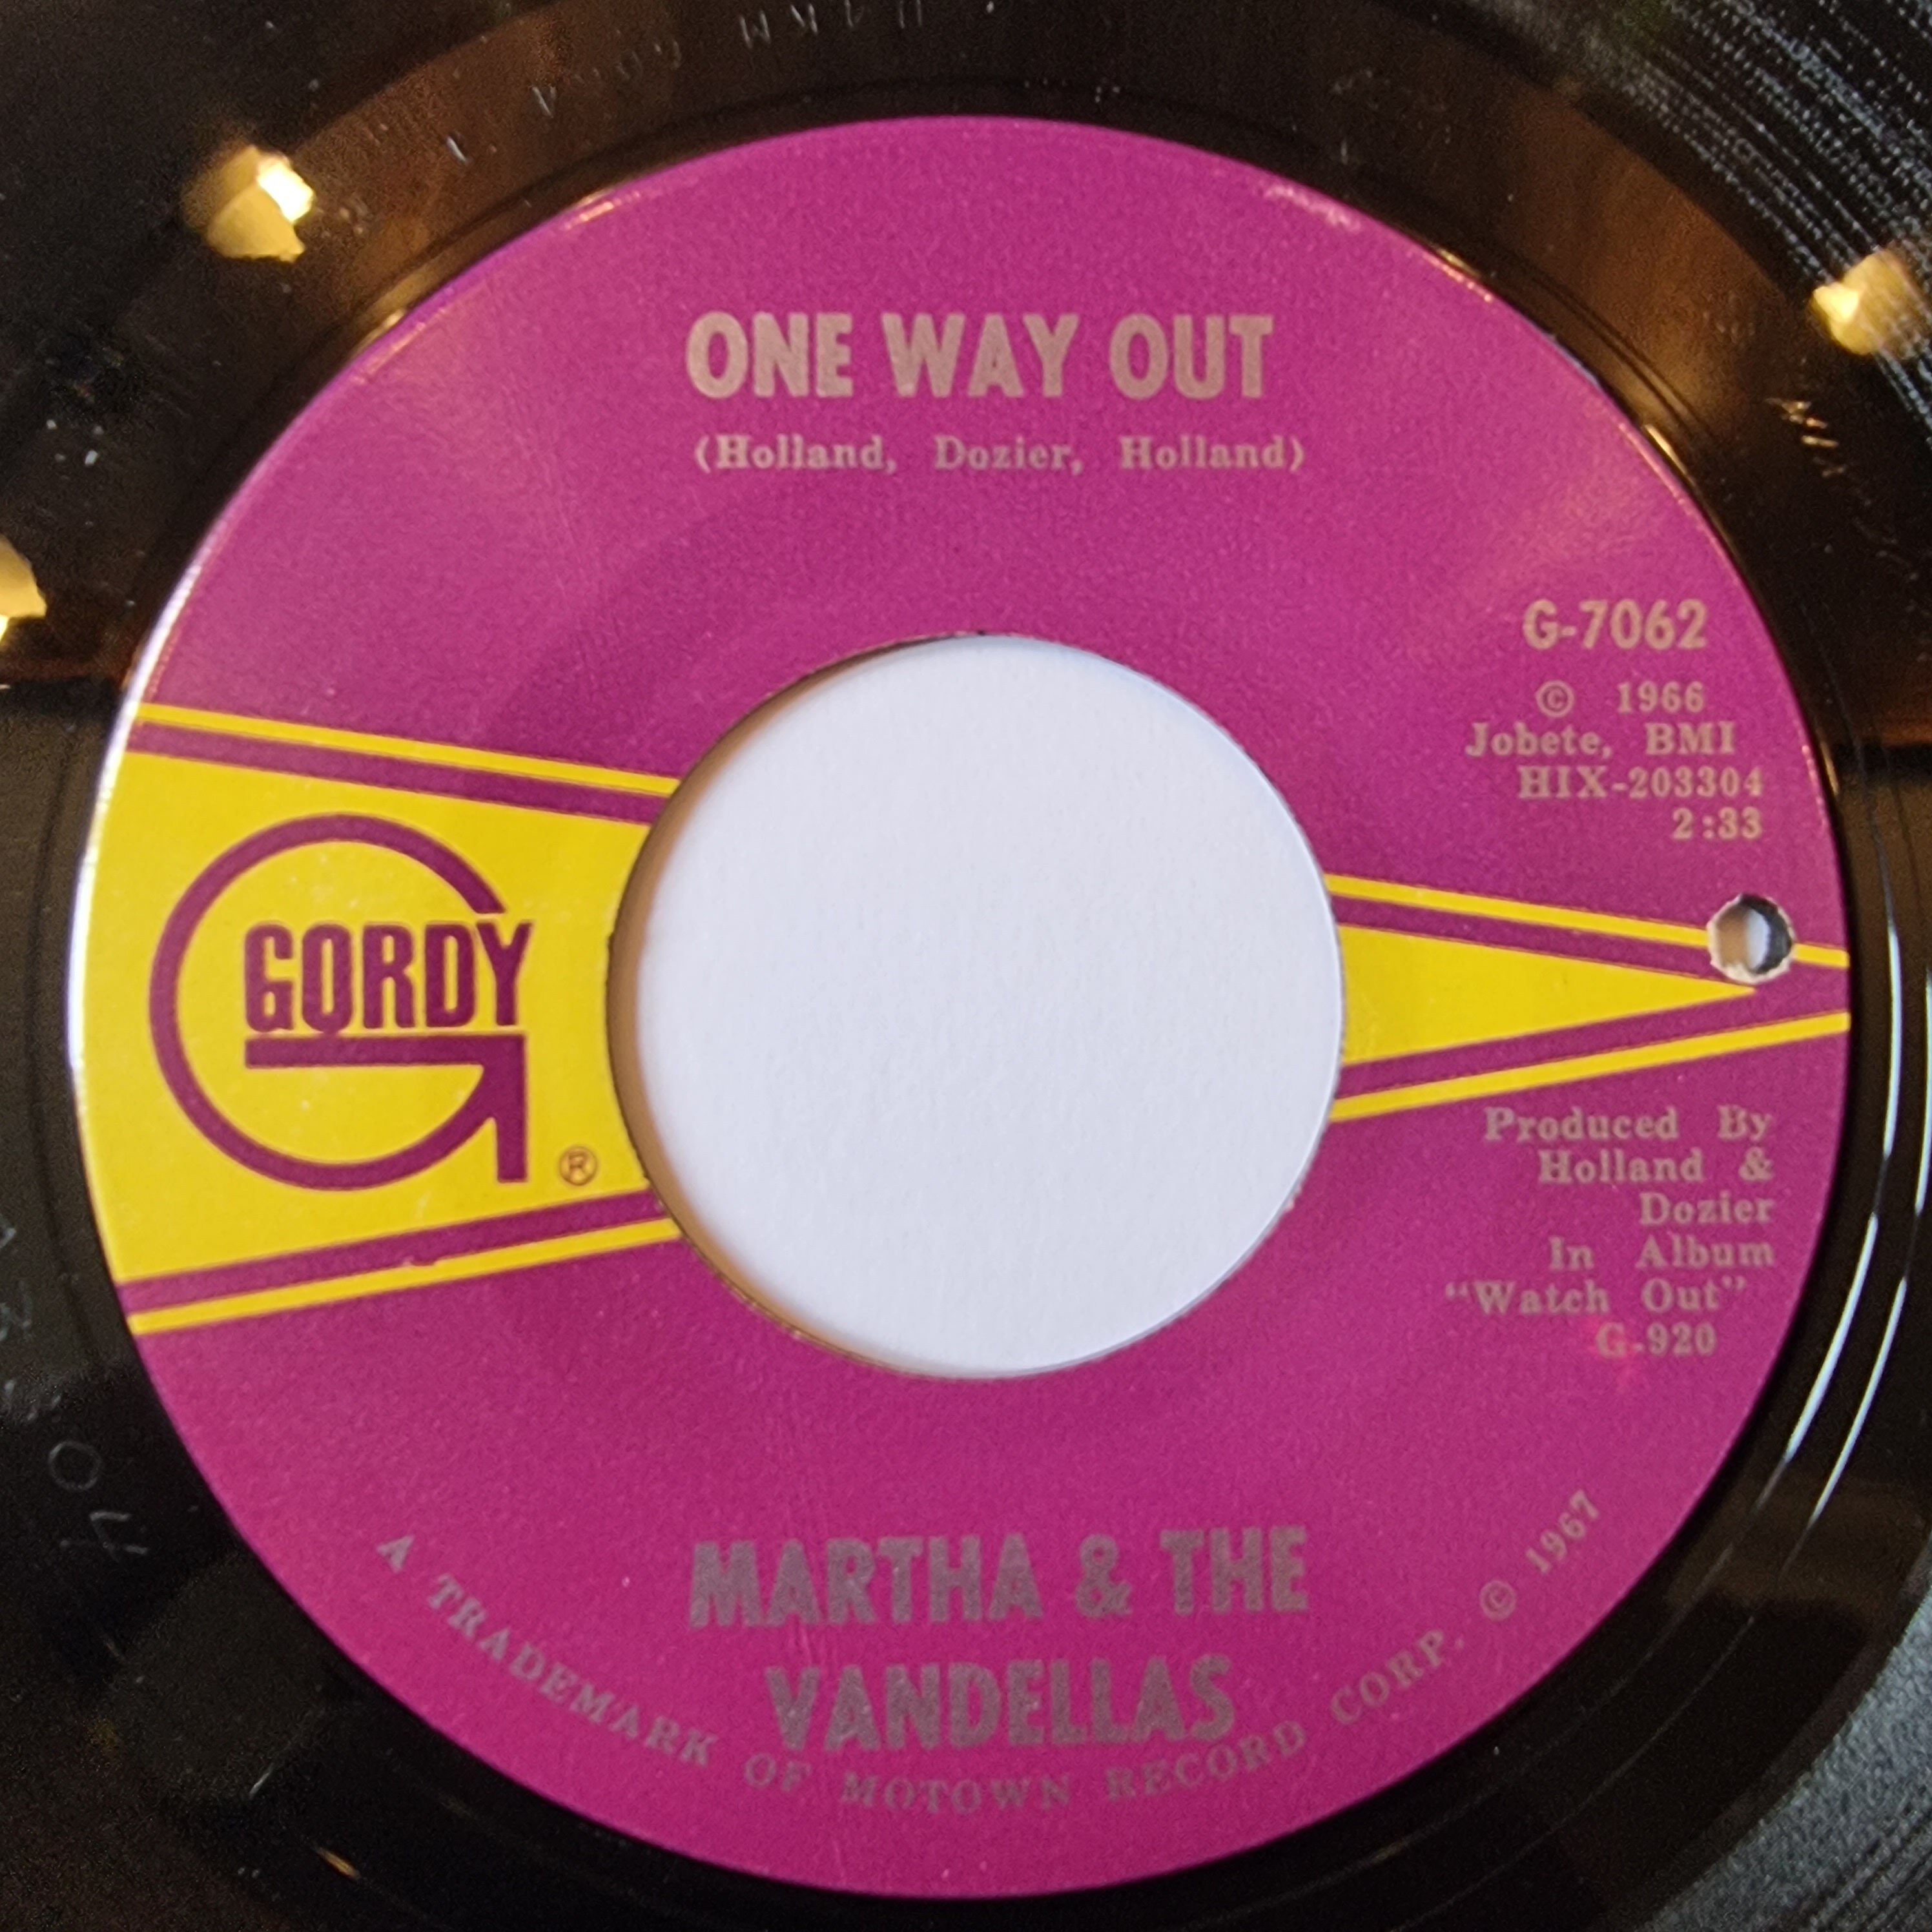 ONE WAY OUT
(Holland, Dozier, Holland)
G-7062
© 1966
Jobete, BMI
HIX-203304
2:33
GORDY
®
Produced By
Holland &
Dozier
In Album
"Watch Out"
G-920
MARTHA & THE
VANDELLAS
A TRADEMARK OF MOTOWN RECORD CORP. © 1967